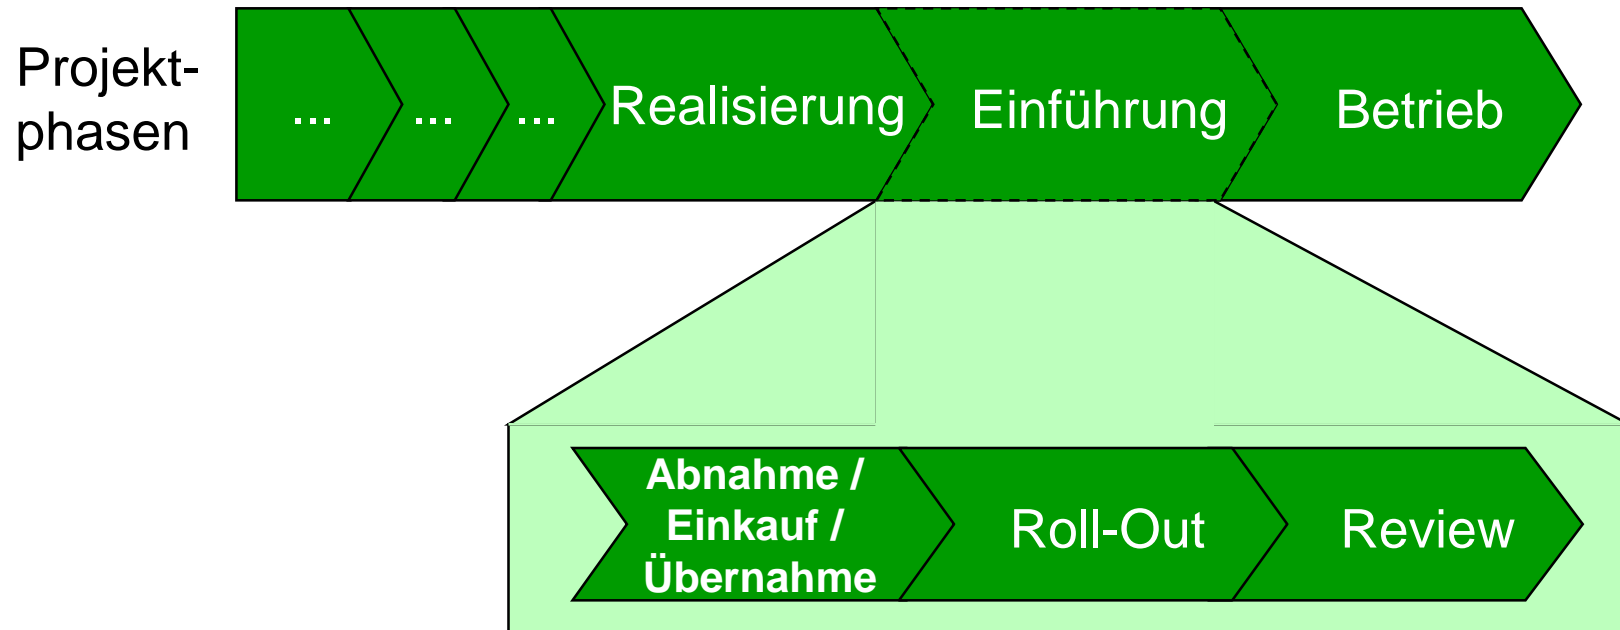 Projekt-
phasen
...
...
...
Realisierung
Einführung
Betrieb
Abnahme /
Einkauf /
Übernahme
Roll-Out
Review